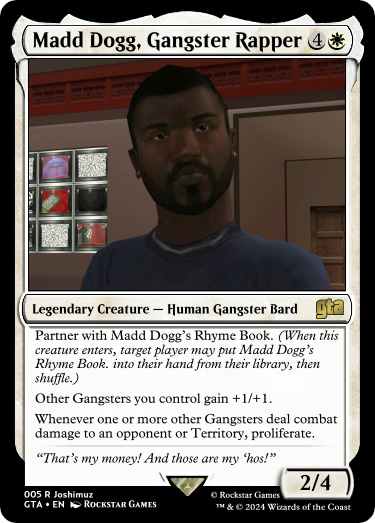 Madd Dogg, Gangster Rapper 4
Legendary Creature — Human Gangster Bard gta
Partner with Madd Dogg's Rhyme Book. (When this
creature enters, target player may put Madd Dogg's
Rhyme Book. into their hand from their library, then
shuffle.)
Other Gangsters you control gain +1/+1.
Whenever one or more other Gangsters deal combat
damage to an opponent or Territory, proliferate.
"That's my money! And those are my 'hos!"
2/4
005 R Joshimuz
GTA • EN Rockstar Games
© Rockstar Games
™ & © 2024 Wizards of the Coast